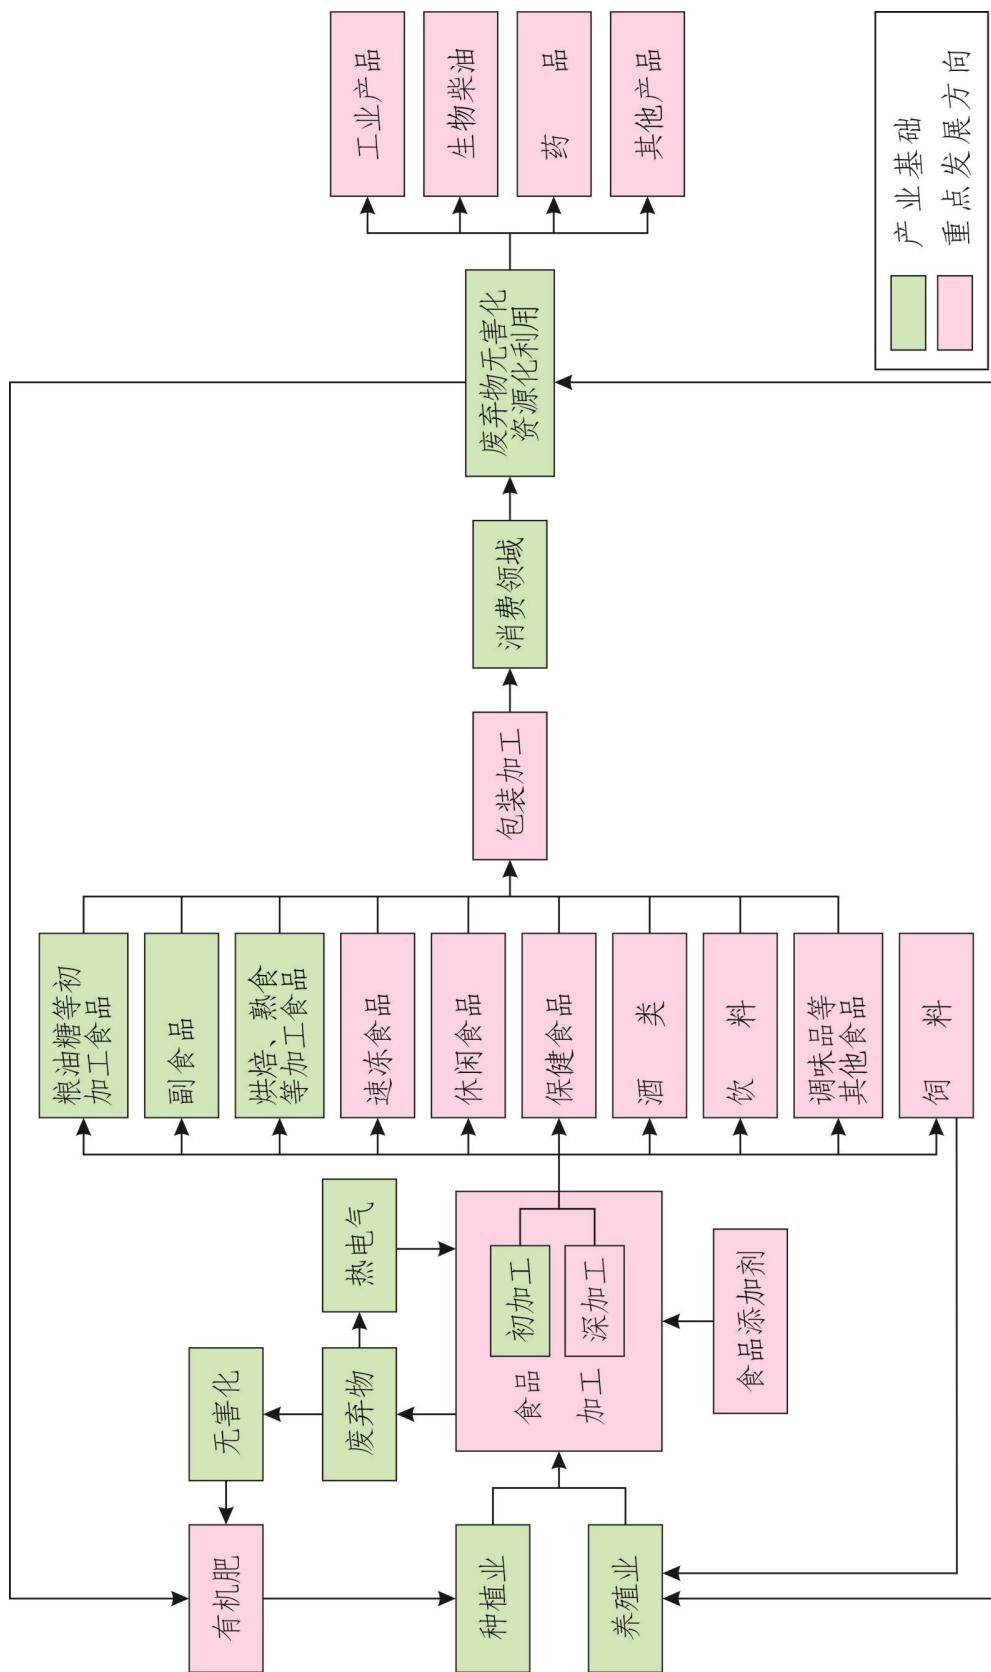 有机肥
无害化
废弃物
热电气
种植业
养殖业
食品
加工
初加工
深加工
食品添加剂
粮油糖等初
加工食品
副食品
烘焙、熟食
等加工食品
速冻食品
休闲食品
保健食品
酒类
饮料
调味品等
其他食品
饲料
包装加工
消费领域
废弃物无害化
资源化利用
工业产品
生物柴油
药品
其他产品
产业基础
重点发展方向